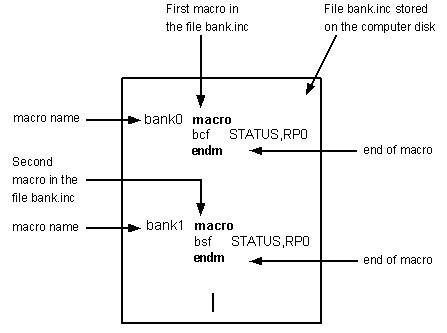 First macro in
the file bank.inc
File bank.inc stored
on the computer disk
macro name
bank0 macro
bcf STATUS,RP0
endm
end of macro
Second
macro in the
file bank.inc
macro name
bank1 macro
bsf STATUS,RP0
endm
end of macro